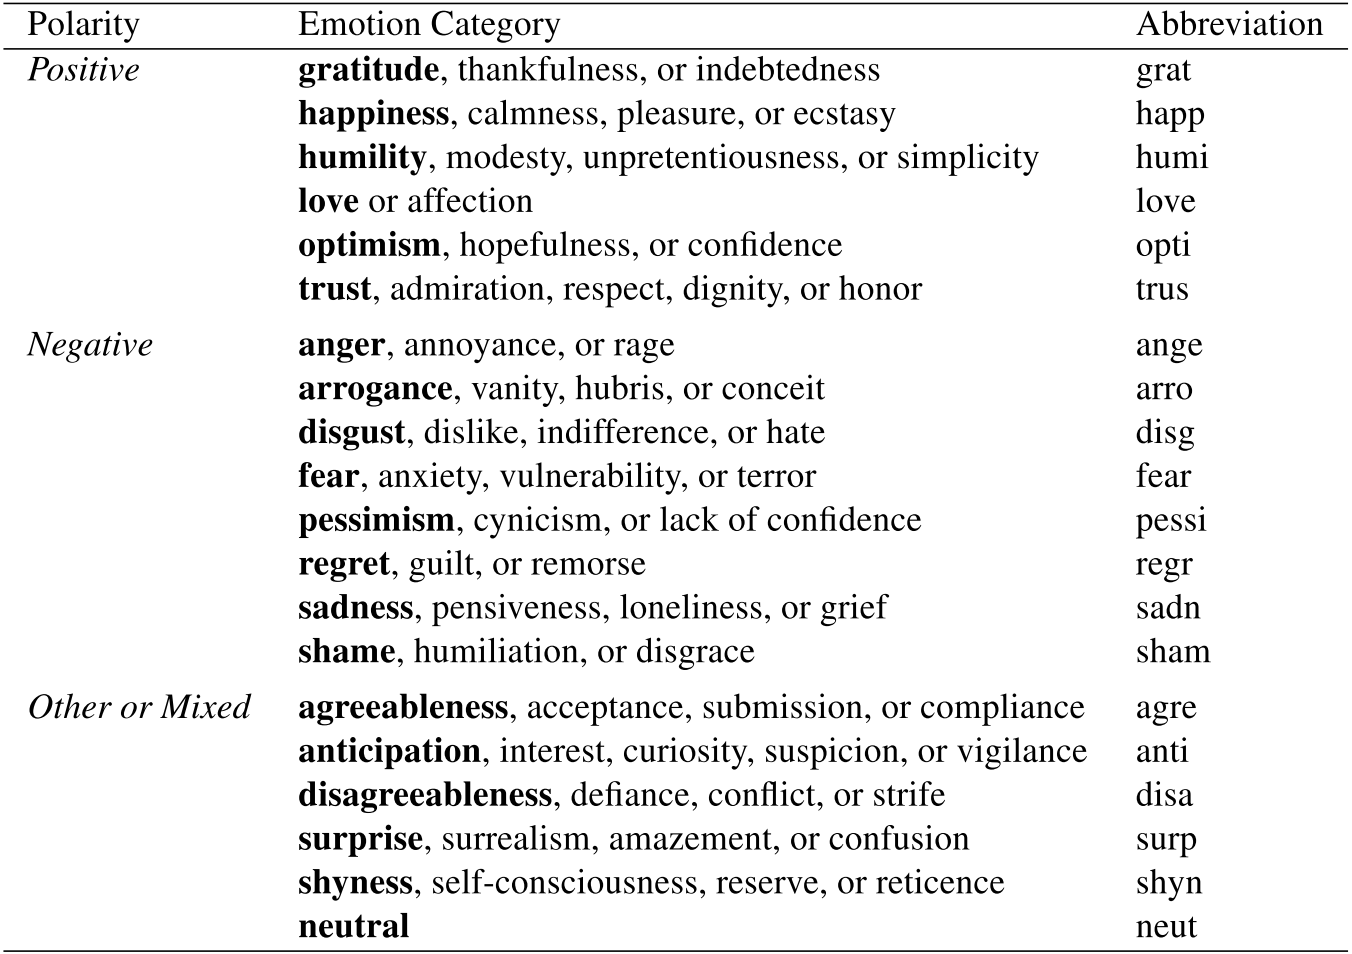 Polarity Emotion Category Abbreviation
Positive gratitude, thankfulness, or indebtedness grat
happiness, calmness, pleasure, or ecstasy happ
humility, modesty, unpretentiousness, or simplicity humi
love or affection love
optimism, hopefulness, or confidence opti
trust, admiration, respect, dignity, or honor trus
Negative anger, annoyance, or rage ange
arrogance, vanity, hubris, or conceit arro
disgust, dislike, indifference, or hate disg
fear, anxiety, vulnerability, or terror fear
pessimism, cynicism, or lack of confidence pessi
regret, guilt, or remorse regr
sadness, pensiveness, loneliness, or grief sadn
shame, humiliation, or disgrace sham
Other or Mixed agreeableness, acceptance, submission, or compliance agre
anticipation, interest, curiosity, suspicion, or vigilance anti
disagreeableness, defiance, conflict, or strife disa
surprise, surrealism, amazement, or confusion surp
shyness, self-consciousness, reserve, or reticence shyn
neutral neut